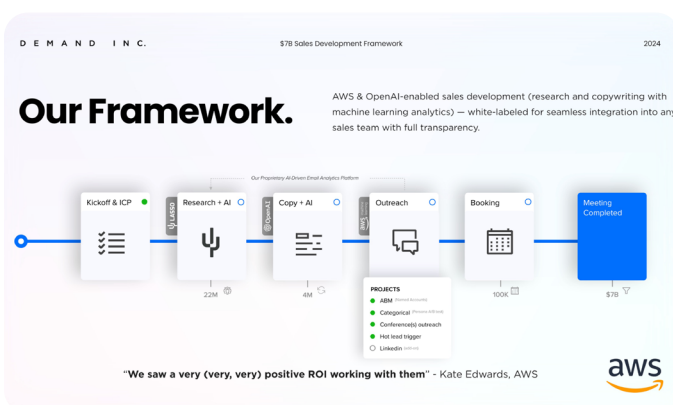 DEMAND INC.
$7B Sales Development Framework
2024
Our Framework.
AWS & OpenAI-enabled sales development (research and copywriting with
machine learning analytics) — white-labeled for seamless integration into any
sales team with full transparency.
Our Proprietary AI-Driven Email Analytics Platform
Kickoff & ICP
LASSO
Research + AI
OpenAI
Copy + AI
aws
Outreach
Booking
Meeting
Completed
22M
4M
100K
$7B
PROJECTS
ABM (Named Accounts)
Categorical (Persona &Broad)
Conference(s) outreach
Hot lead trigger
Linkedin
“We saw a very (very, very) positive ROI working with them” - Kate Edwards, AWS
aws